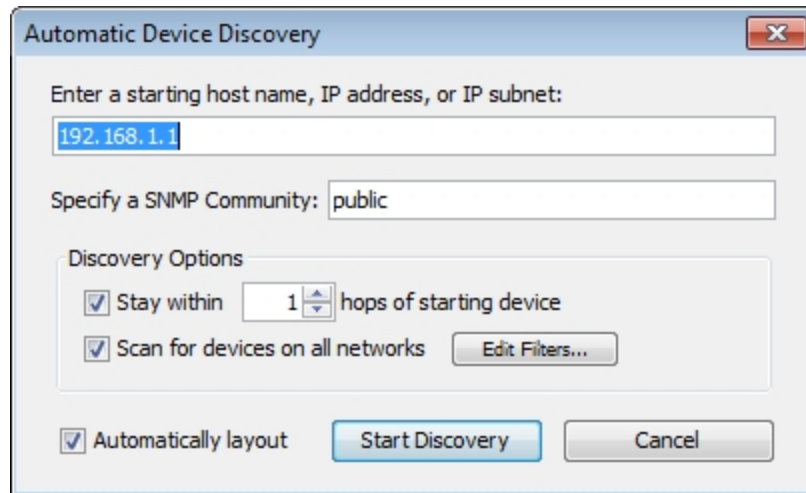 Automatic Device Discovery
Enter a starting host name, IP address, or IP subnet:
192.168.1.1
Specify a SNMP Community: public
Discovery Options
Stay within 1 hops of starting device
Scan for devices on all networks Edit Filters...
Automatically layout Start Discovery Cancel